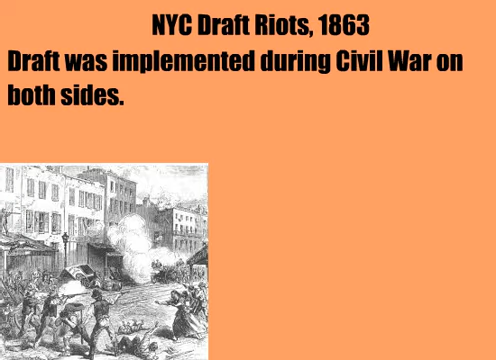 NYC Draft Riots, 1863
Draft was implemented during Civil War on
both sides.